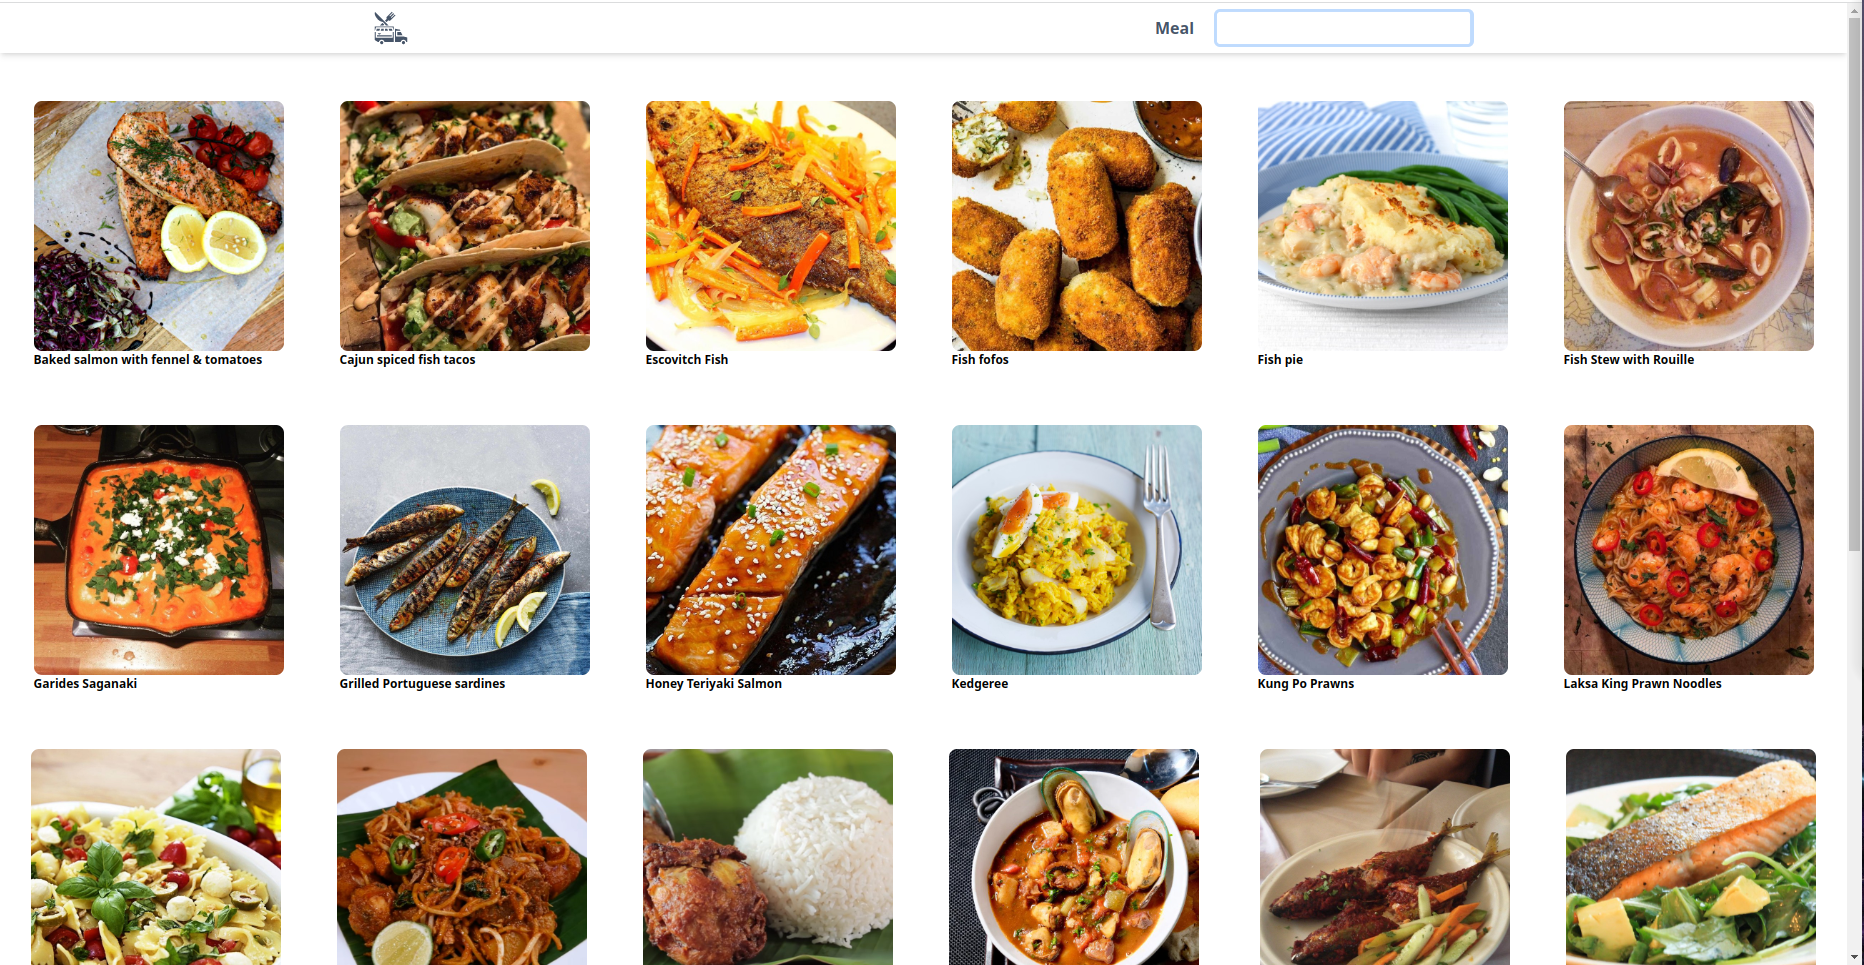 Meal
Baked salmon with fennel & tomatoes
Cajun spiced fish tacos
Escovitch Fish
Fish fofos
Fish pie
Fish Stew with Rouille
Garides Saganaki
Grilled Portuguese sardines
Honey Teriyaki Salmon
Kedgeree
Kung Po Prawns
Laksa King Prawn Noodles